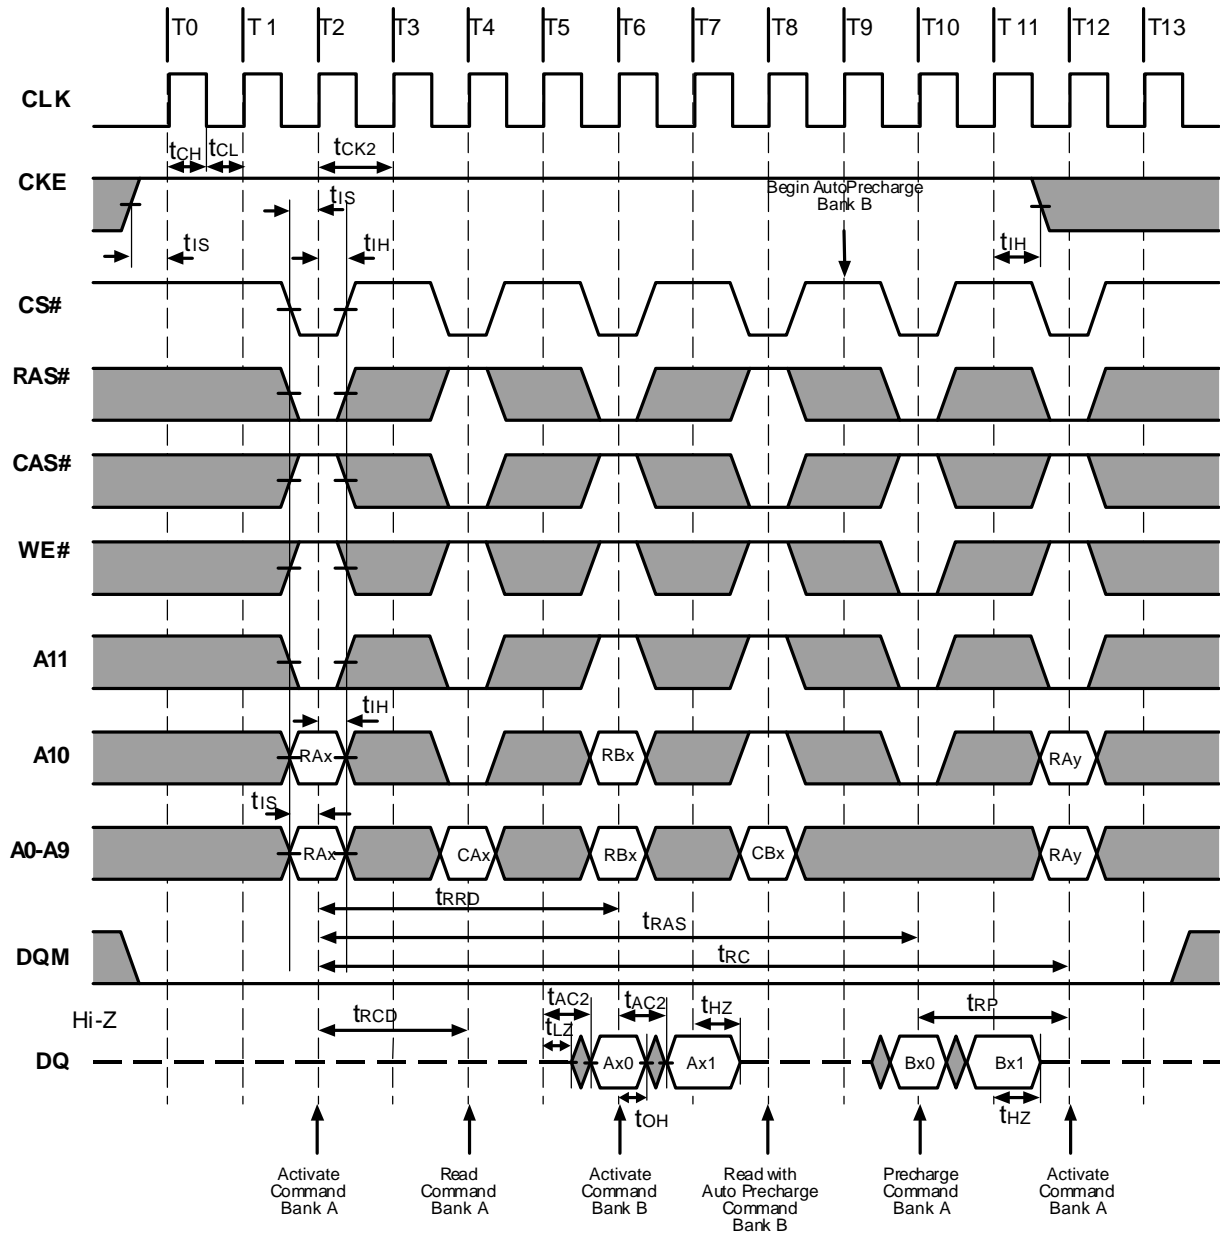 T0 T1 T2 T3 T4 T5 T6 T7 T8 T9 T10 T11 T12 T13
CLK
tCH tCL tCK2
CKE
Begin AutoPrecharge
Bank B
tIS
tIS tIH tIH
CS#
RAS#
CAS#
WE#
A11
tIH
A10 RAx RBx RAy
tIS
A0-A9 RAx CAx RBx CBx RAy
tRRD
tRAS
DQM tRC
tAC2 tAC2 tHZ tRP
Hi-Z tRCD tLZ
DQ Ax0 Ax1 Bx0 Bx1
tOH tHZ
Activate
Command
Bank A
Read
Command
Bank A
Activate
Command
Bank B
Read with
Auto Precharge
Command
Bank B
Precharge
Command
Bank A
Activate
Command
Bank A